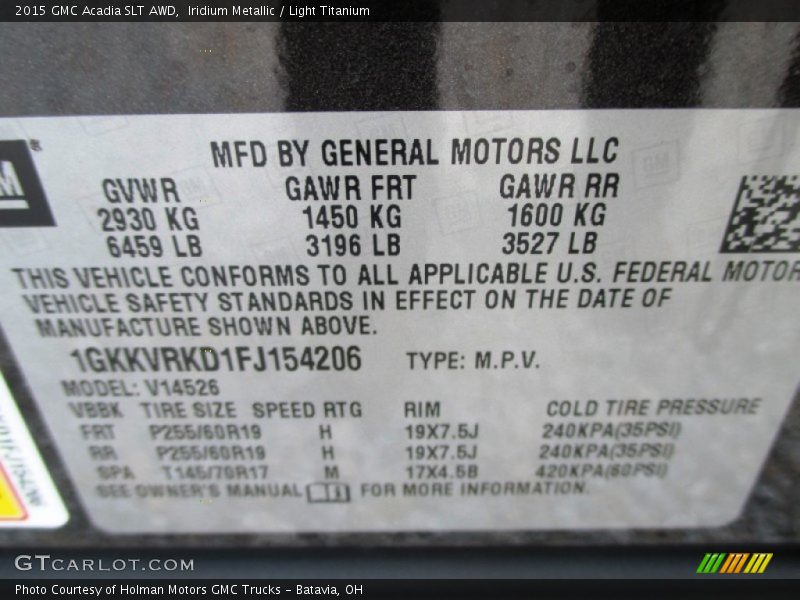 2015 GMC Acadia SLT AWD,  Iridium Metallic / Light Titanium
MFD BY GENERAL MOTORS LLC
GVWR GAWR FRT GAWR RR
2930 KG 1450 KG 1600 KG
6459 LB 3196 LB 3527 LB
THIS VEHICLE CONFORMS TO ALL APPLICABLE U.S. FEDERAL MOTOR
VEHICLE SAFETY STANDARDS IN EFFECT ON THE DATE OF
MANUFACTURE SHOWN ABOVE.
1GKKVRKD1FJ154206 TYPE: M.P.V.
MODEL: V14526
VBBK TIRE SIZE SPEED RTG RIM COLD TIRE PRESSURE
FRT P255/60R19 H 19X7.5J 240KPA(35PSI)
RR P255/60R19 H 19X7.5J 240KPA(35PSI)
SPA T145/70R17 M 17X4.5B 420KPA(60PSI)
SEE OWNER'S MANUAL FOR MORE INFORMATION.
GTCARLOT.COM
Photo Courtesy of Holman Motors GMC Trucks – Batavia, OH